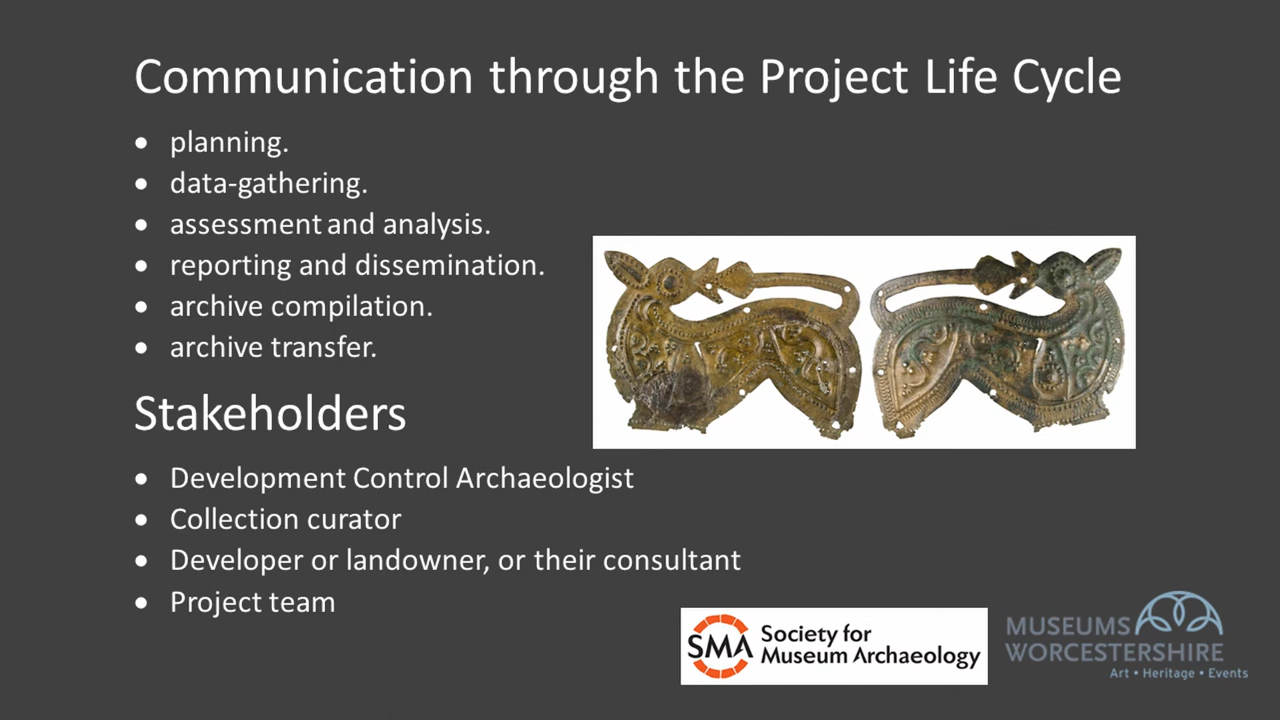 Communication through the Project Life Cycle
• planning.
• data-gathering.
• assessment and analysis.
• reporting and dissemination.
• archive compilation.
• archive transfer.
Stakeholders
• Development Control Archaeologist
• Collection curator
• Developer or landowner, or their consultant
• Project team
SMA Society for
Museum Archaeology
MUSEUMS
WORCESTERSHIRE
Art • Heritage • Events